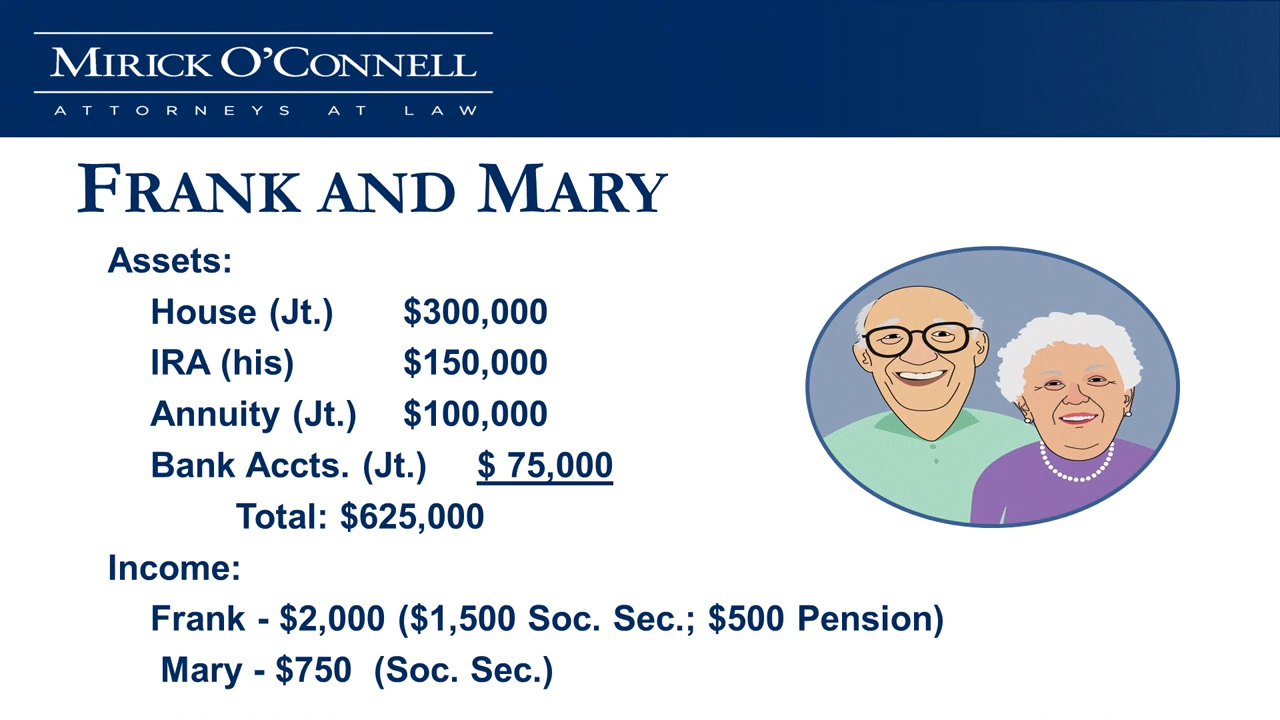 MIRICK O'CONNELL
ATTORNEYS AT LAW
FRANK AND MARY
Assets:
House (Jt.) $300,000
IRA (his) $150,000
Annuity (Jt.) $100,000
Bank Accts. (Jt.) $ 75,000
Total: $625,000
Income:
Frank - $2,000 ($1,500 Soc. Sec.; $500 Pension)
Mary - $750 (Soc. Sec.)